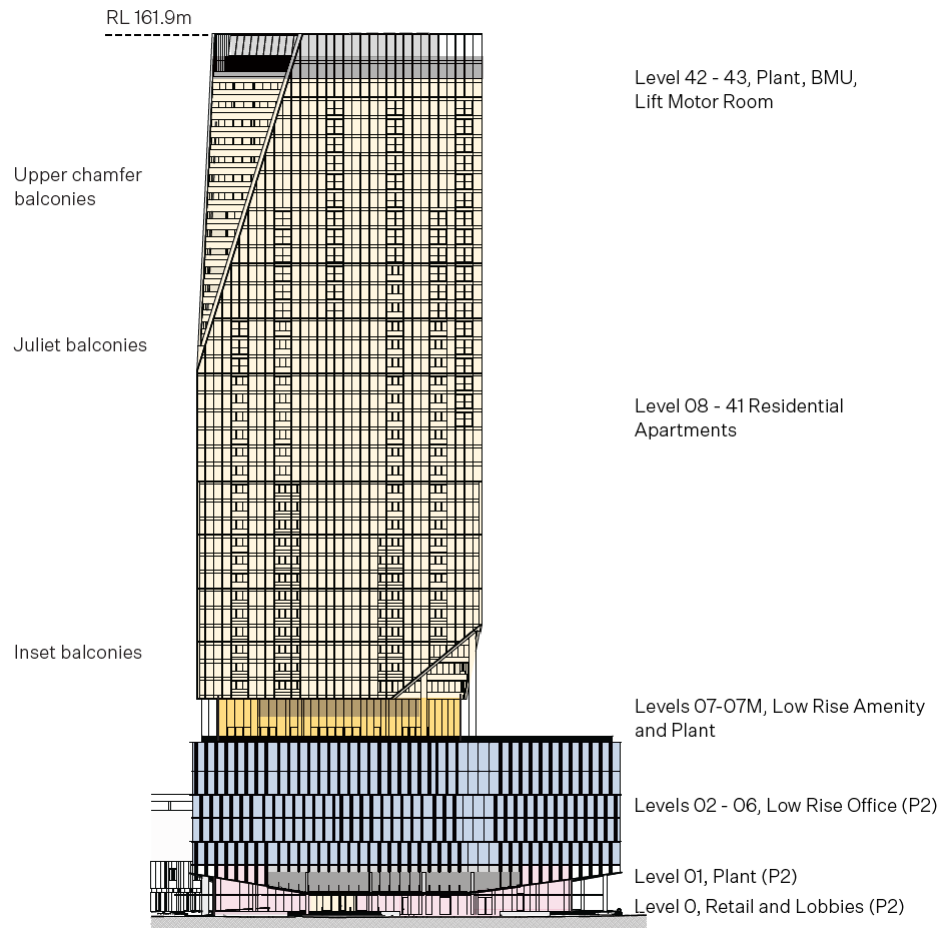 RL 161.9m
Level 42 - 43, Plant, BMU,
Lift Motor Room
Upper chamfer
balconies
Juliet balconies
Level 08 - 41 Residential
Apartments
Inset balconies
Levels 07-07M, Low Rise Amenity
and Plant
Levels 02 - 06, Low Rise Office (P2)
Level 01, Plant (P2)
Level 0, Retail and Lobbies (P2)